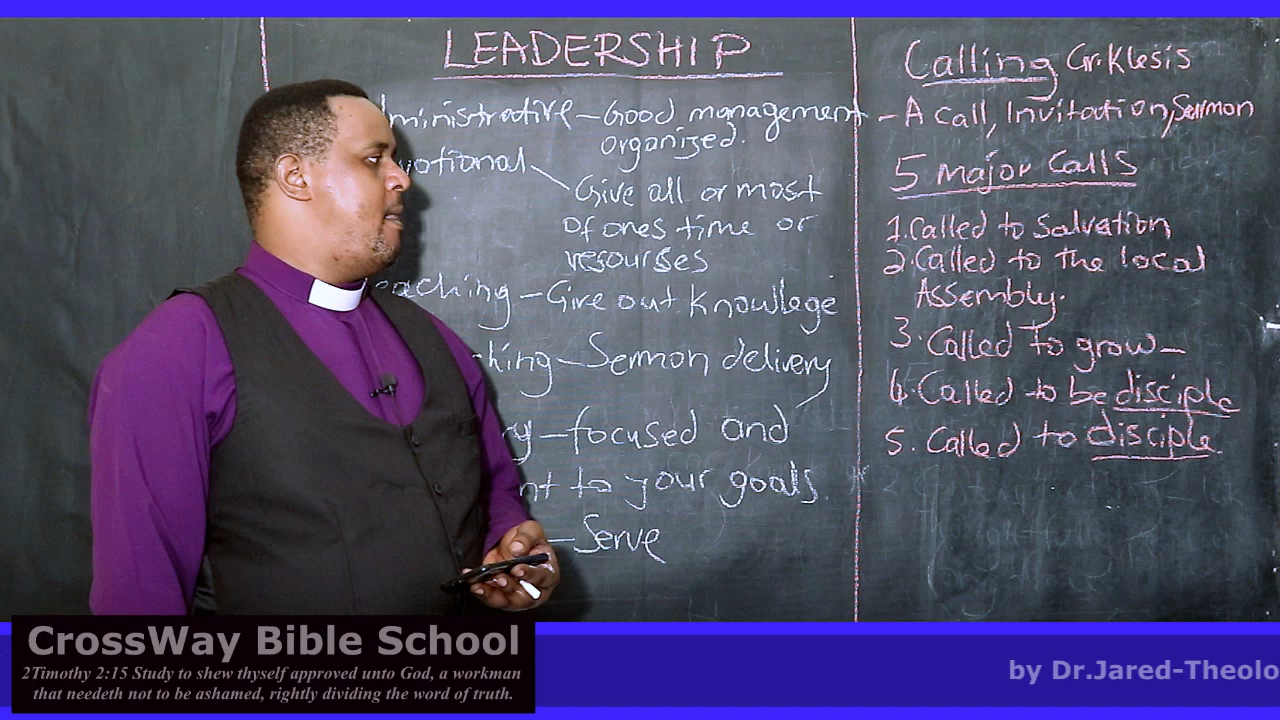 LEADERSHIP
ministrative - Good management
organized.
votional
Give all or most
of ones time or
resourses
eaching - Give out knowlege
hing - Sermon delivery
ry - focused and
nt to your goals.
- Serve
Calling Gr. Klesis
- A call, Invitation, Sermon
5 Major Calls
1. Called to Salvation
2. Called to the local
Assembly.
3. Called to grow -
4. Called to be disciple
5. Called to disciple.
CrossWay Bible School
2Timothy 2:15 Study to shew thyself approved unto God, a workman
that needeth not to be ashamed, rightly dividing the word of truth.
by Dr.Jared-Theolo